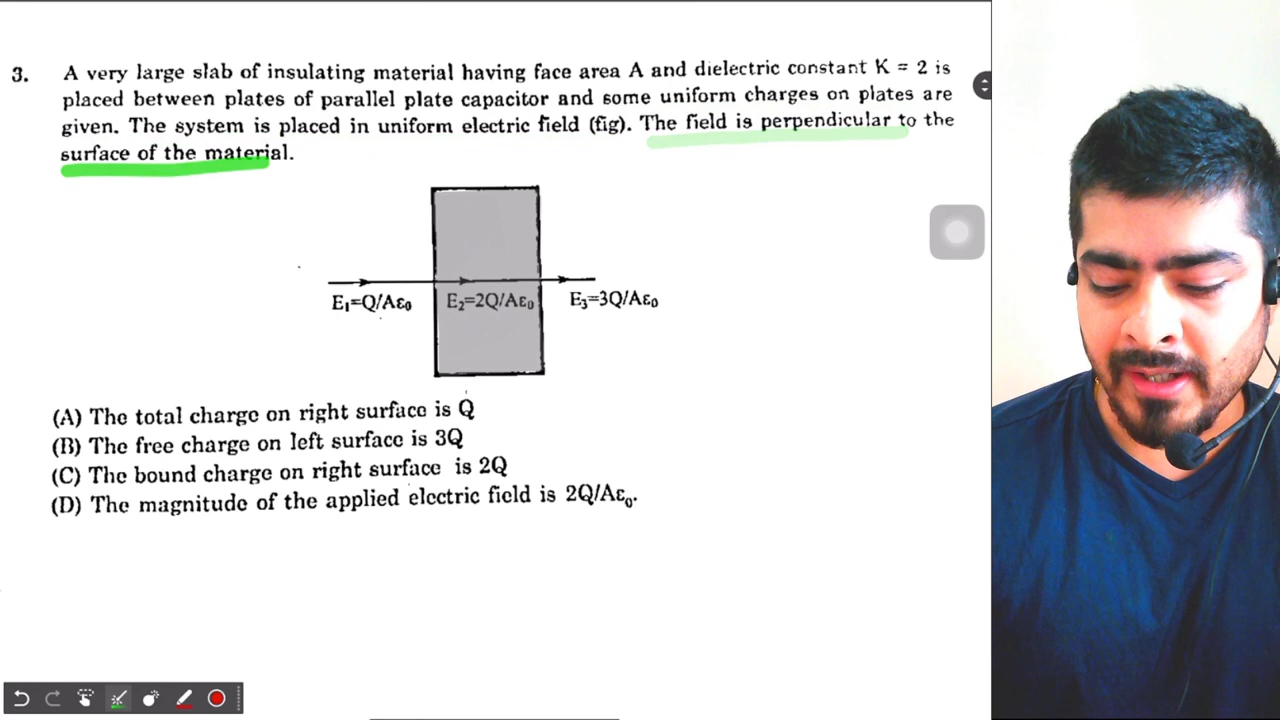 3. A very large slab of insulating material having face area A and dielectric constant K = 2 is
placed between plates of parallel plate capacitor and some uniform charges on plates are
given. The system is placed in uniform electric field (fig). The field is perpendicular to the
surface of the material.
E₁=Q/Aε₀ E₂=2Q/Aε₀ E₃=3Q/Aε₀
(A) The total charge on right surface is Q
(B) The free charge on left surface is 3Q
(C) The bound charge on right surface is 2Q
(D) The magnitude of the applied electric field is 2Q/Aε₀.